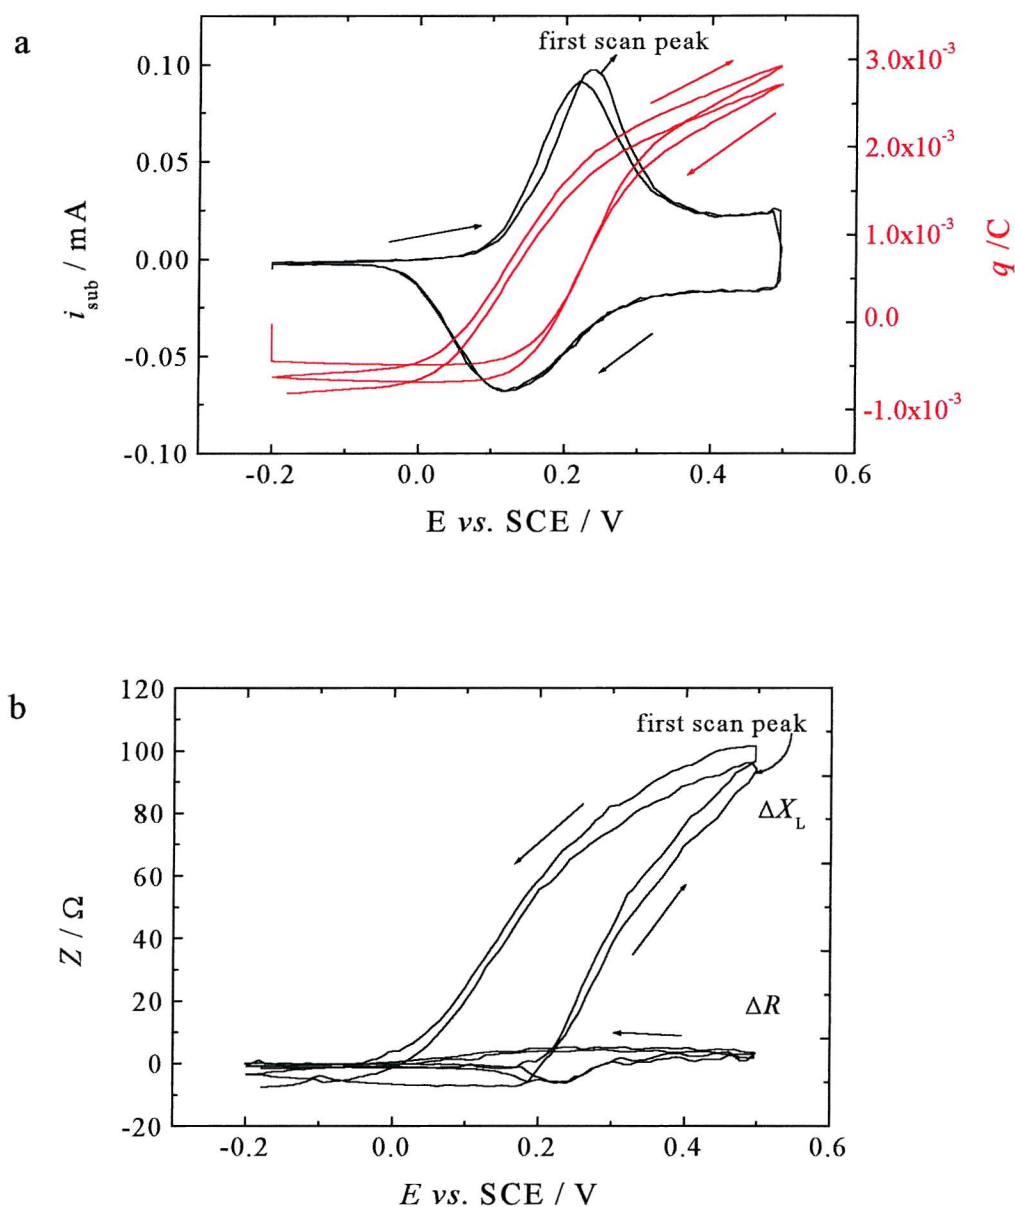 a
first scan peak
0.10
0.05
0.00
-0.05
-0.10
i sub / mA
3.0x10⁻³
2.0x10⁻³
1.0x10⁻³
0.0
-1.0x10⁻³
q /C
-0.2 0.0 0.2 0.4 0.6
E vs. SCE / V
b
first scan peak
120
100
80
60
40
20
0
-20
Z / Ω
ΔX L
ΔR
-0.2 0.0 0.2 0.4 0.6
E vs. SCE / V